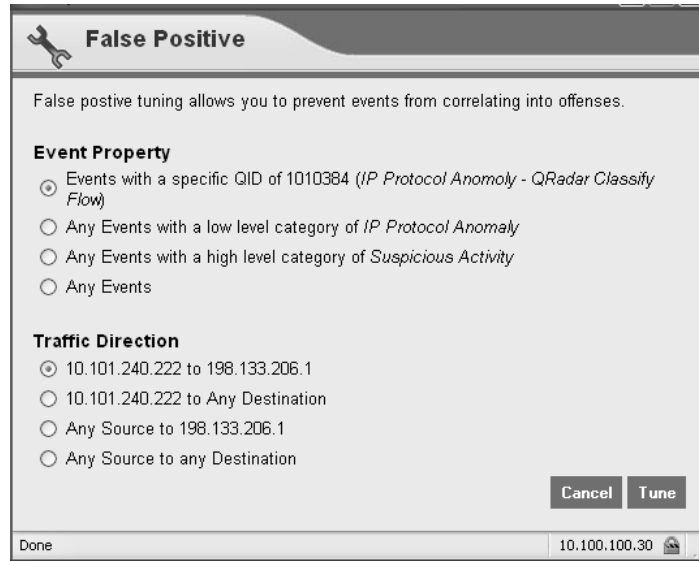 False Positive
False postive tuning allows you to prevent events from correlating into offenses.
Event Property
Events with a specific QID of 1010384 (IP Protocol Anomoly - QRadar Classify
Flow)
Any Events with a low level category of IP Protocol Anomaly
Any Events with a high level category of Suspicious Activity
Any Events
Traffic Direction
10.101.240.222 to 198.133.206.1
10.101.240.222 to Any Destination
Any Source to 198.133.206.1
Any Source to any Destination
Cancel Tune
Done 10.100.100.30